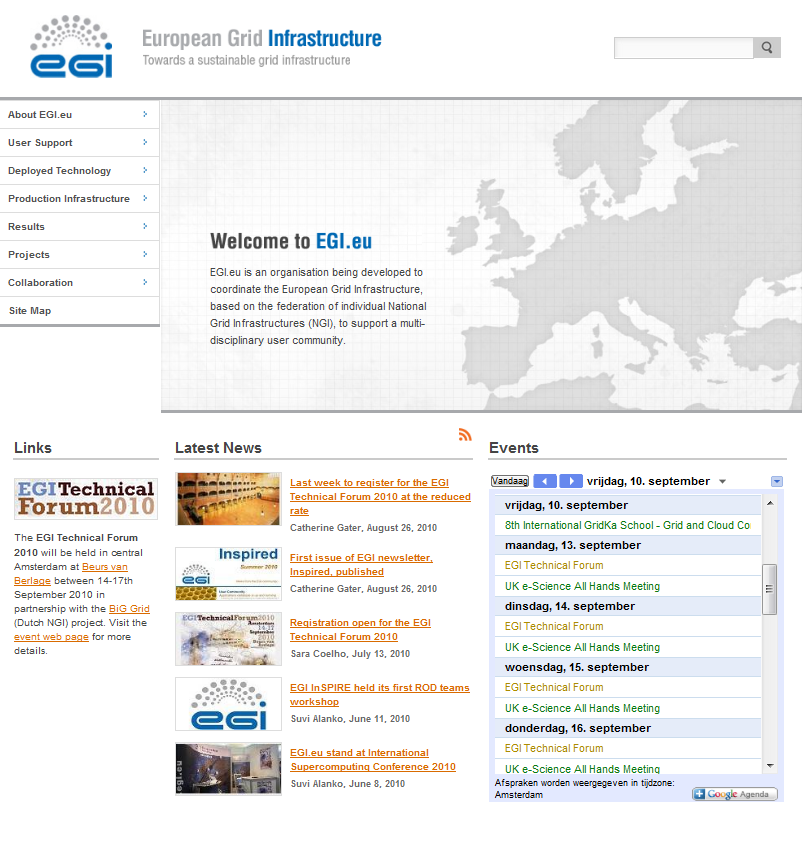 egi
European Grid Infrastructure
Towards a sustainable grid infrastructure
About EGI.eu
User Support
Deployed Technology
Production Infrastructure
Results
Projects
Collaboration
Site Map
Welcome to EGI.eu
EGI.eu is an organisation being developed to
coordinate the European Grid Infrastructure,
based on the federation of individual National
Grid Infrastructures (NGI), to support a multi-
disciplinary user community.
Links
EGI Technical
Forum2010
The EGI Technical Forum
2010 will be held in central
Amsterdam at Beurs van
Berlage between 14-17th
September 2010 in
partnership with the BiG Grid
(Dutch NGI) project. Visit the
event web page for more
details.
Latest News
Last week to register for the EGI
Technical Forum 2010 at the reduced
rate
Catherine Gater, August 26, 2010
Inspired
Summer 2010
egi
First issue of EGI newsletter,
Inspired, published
Catherine Gater, August 26, 2010
EGITechnicalForum2010
Amsterdam
14-17
September
2010
Registration open for the EGI
Technical Forum 2010
Sara Coelho, July 13, 2010
egi
EGI InSPIRE held its first ROD teams
workshop
Suvi Alanko, June 11, 2010
EGI.eu stand at International
Supercomputing Conference 2010
Suvi Alanko, June 8, 2010
Events
Vandaag vrijdag, 10. september
vrijdag, 10. september
8th International GridKa School - Grid and Cloud Co
maandag, 13. september
EGI Technical Forum
UK e-Science All Hands Meeting
dinsdag, 14. september
EGI Technical Forum
UK e-Science All Hands Meeting
woensdag, 15. september
EGI Technical Forum
UK e-Science All Hands Meeting
donderdag, 16. september
EGI Technical Forum
UK e-Science All Hands Meeting
Afspraken worden weergegeven in tijdzone:
Amsterdam
Google Agenda